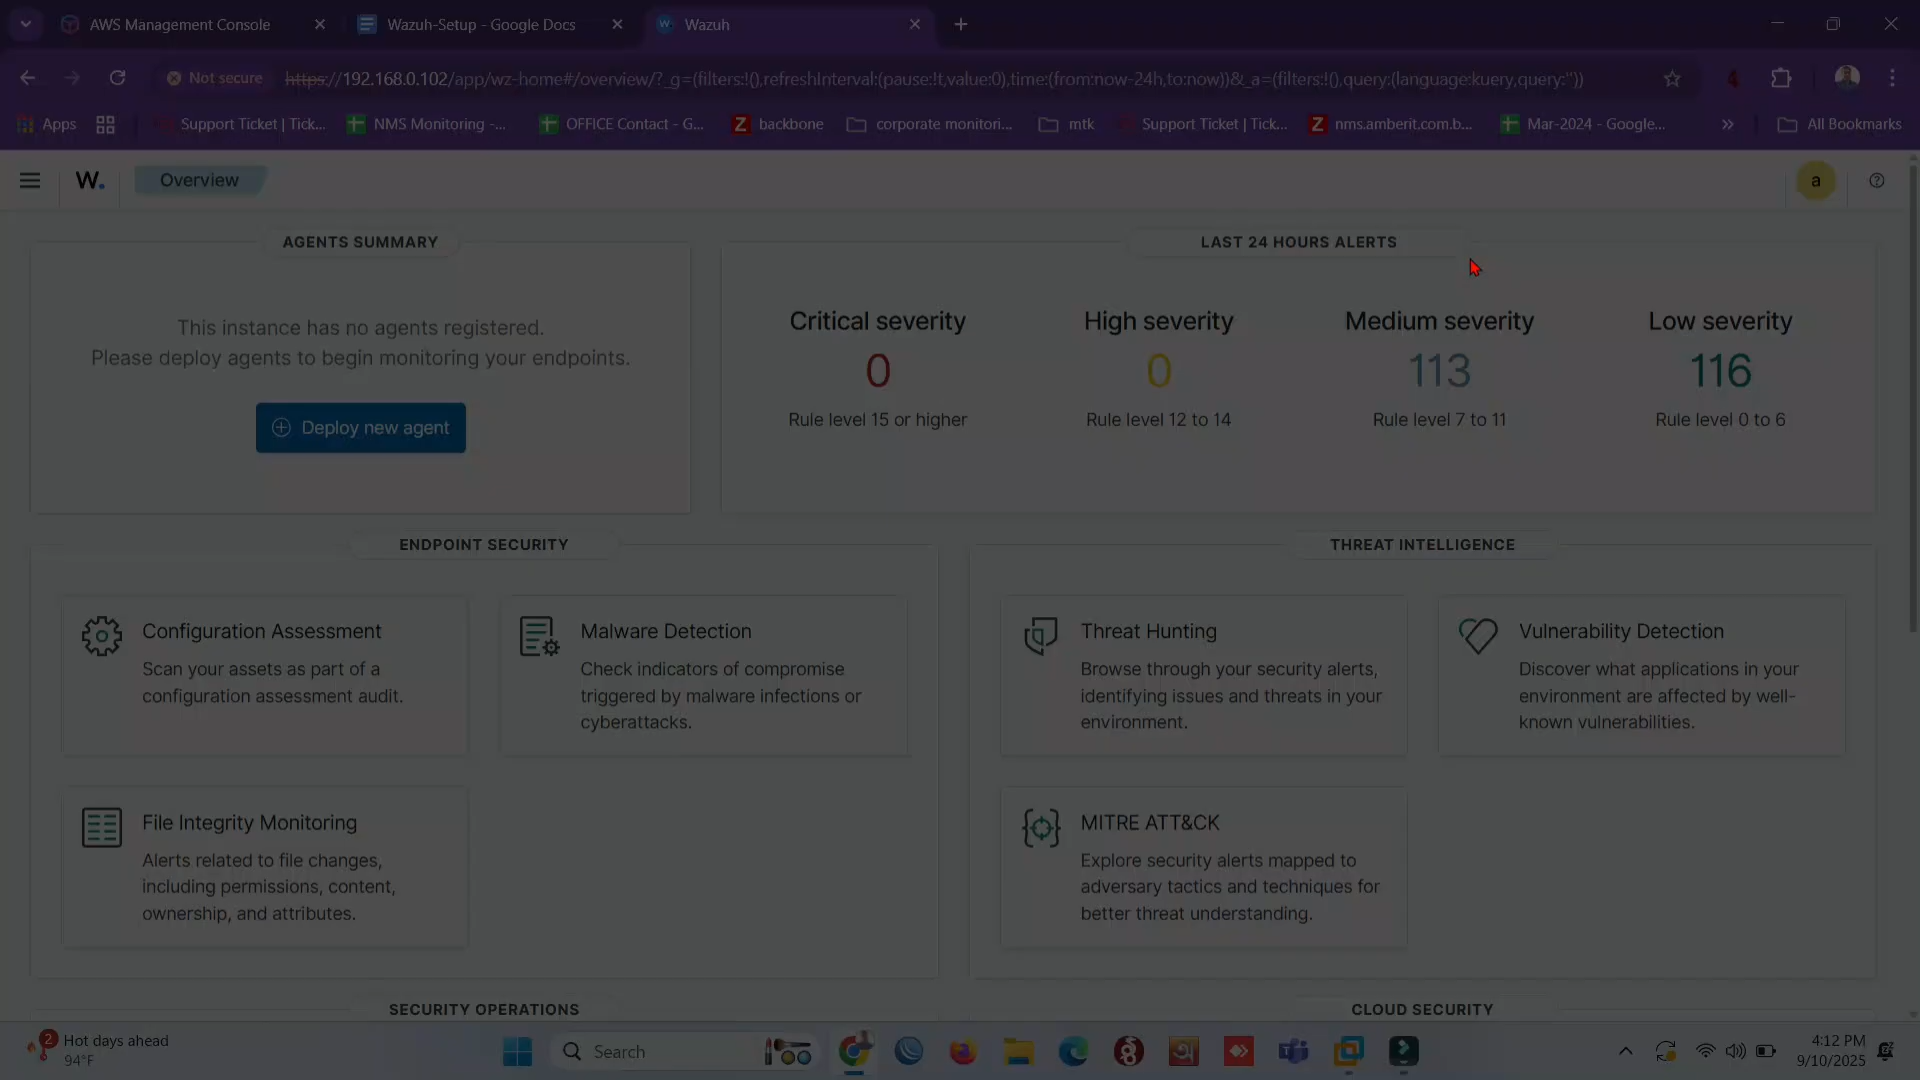 AWS Management Console
Wazuh-Setup - Google Docs
Wazuh
Not secure
https://192.168.0.102/app/wz-home#/overview/?_g=(filters:!(),refreshInterval:(pause:!t,value:0),time:(from:now-24h,to:now))&_a=(filters:!(),query:(language:kuery,query:''))
Apps
Support Ticket | Tick...
NMS Monitoring -...
OFFICE Contact - G...
Z backbone
corporate monitori...
mtk
Support Ticket | Tick...
Z nms.amberit.com.b...
Mar-2024 - Google...
»
All Bookmarks
W.
Overview
a
AGENTS SUMMARY
This instance has no agents registered.
Please deploy agents to begin monitoring your endpoints.
Deploy new agent
LAST 24 HOURS ALERTS
Critical severity
0
Rule level 15 or higher
High severity
0
Rule level 12 to 14
Medium severity
113
Rule level 7 to 11
Low severity
116
Rule level 0 to 6
ENDPOINT SECURITY
Configuration Assessment
Scan your assets as part of a
configuration assessment audit.
Malware Detection
Check indicators of compromise
triggered by malware infections or
cyberattacks.
File Integrity Monitoring
Alerts related to file changes,
including permissions, content,
ownership, and attributes.
THREAT INTELLIGENCE
Threat Hunting
Browse through your security alerts,
identifying issues and threats in your
environment.
Vulnerability Detection
Discover what applications in your
environment are affected by well-
known vulnerabilities.
MITRE ATT&CK
Explore security alerts mapped to
adversary tactics and techniques for
better threat understanding.
SECURITY OPERATIONS
CLOUD SECURITY
2
Hot days ahead
94°F
Search
4:12 PM
9/10/2025